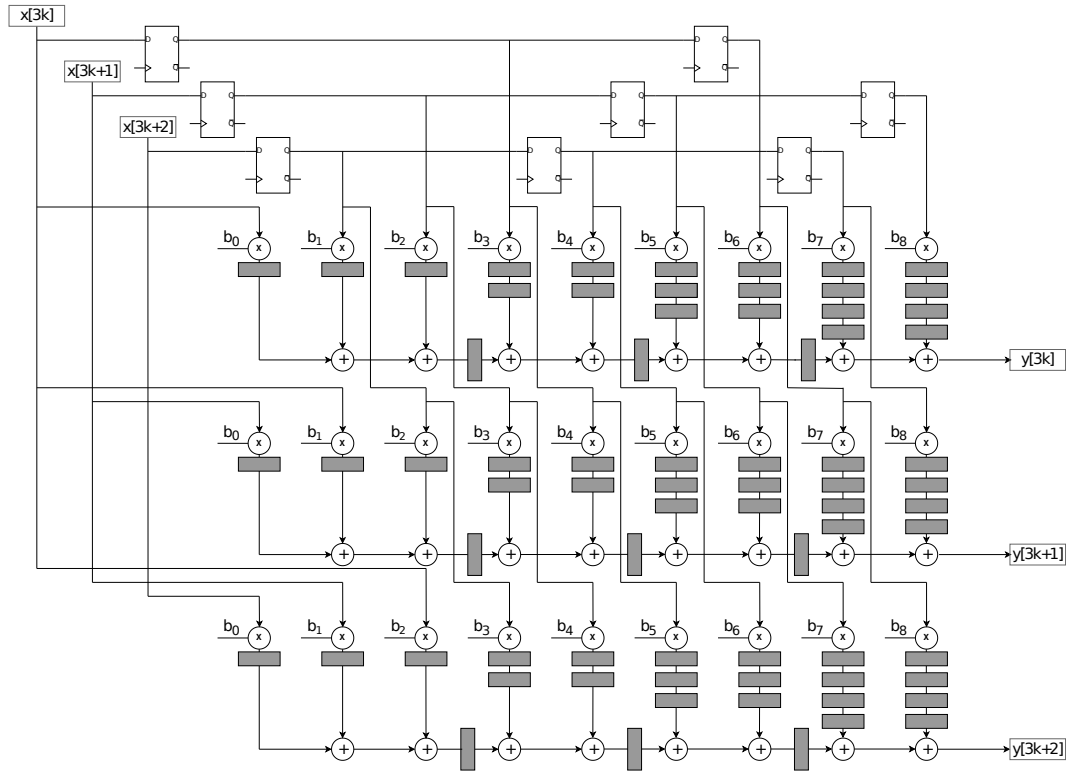 x[3k]
D Q D Q
Q Q
x[3k+1]
D Q D Q D Q
Q Q Q
x[3k+2]
D Q D Q D Q
Q Q Q
b0 x b1 x b2 x b3 x b4 x b5 x b6 x b7 x b8 x
+ + + + + + + + y[3k]
b0 x b1 x b2 x b3 x b4 x b5 x b6 x b7 x b8 x
+ + + + + + + + y[3k+1]
b0 x b1 x b2 x b3 x b4 x b5 x b6 x b7 x b8 x
+ + + + + + + + y[3k+2]